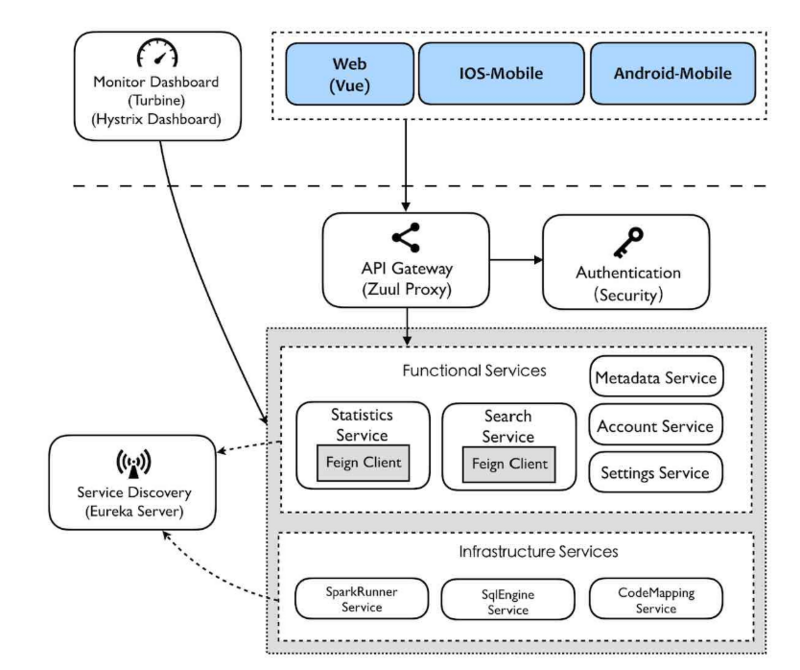 Monitor Dashboard
(Turbine)
(Hystrix Dashboard)
Web
(Vue)
IOS-Mobile
Android-Mobile
API Gateway
(Zuul Proxy)
Authentication
(Security)
Functional Services
Statistics
Service
Feign Client
Search
Service
Feign Client
Metadata Service
Account Service
Settings Service
Service Discovery
(Eureka Server)
Infrastructure Services
SparkRunner
Service
SqlEngine
Service
CodeMapping
Service